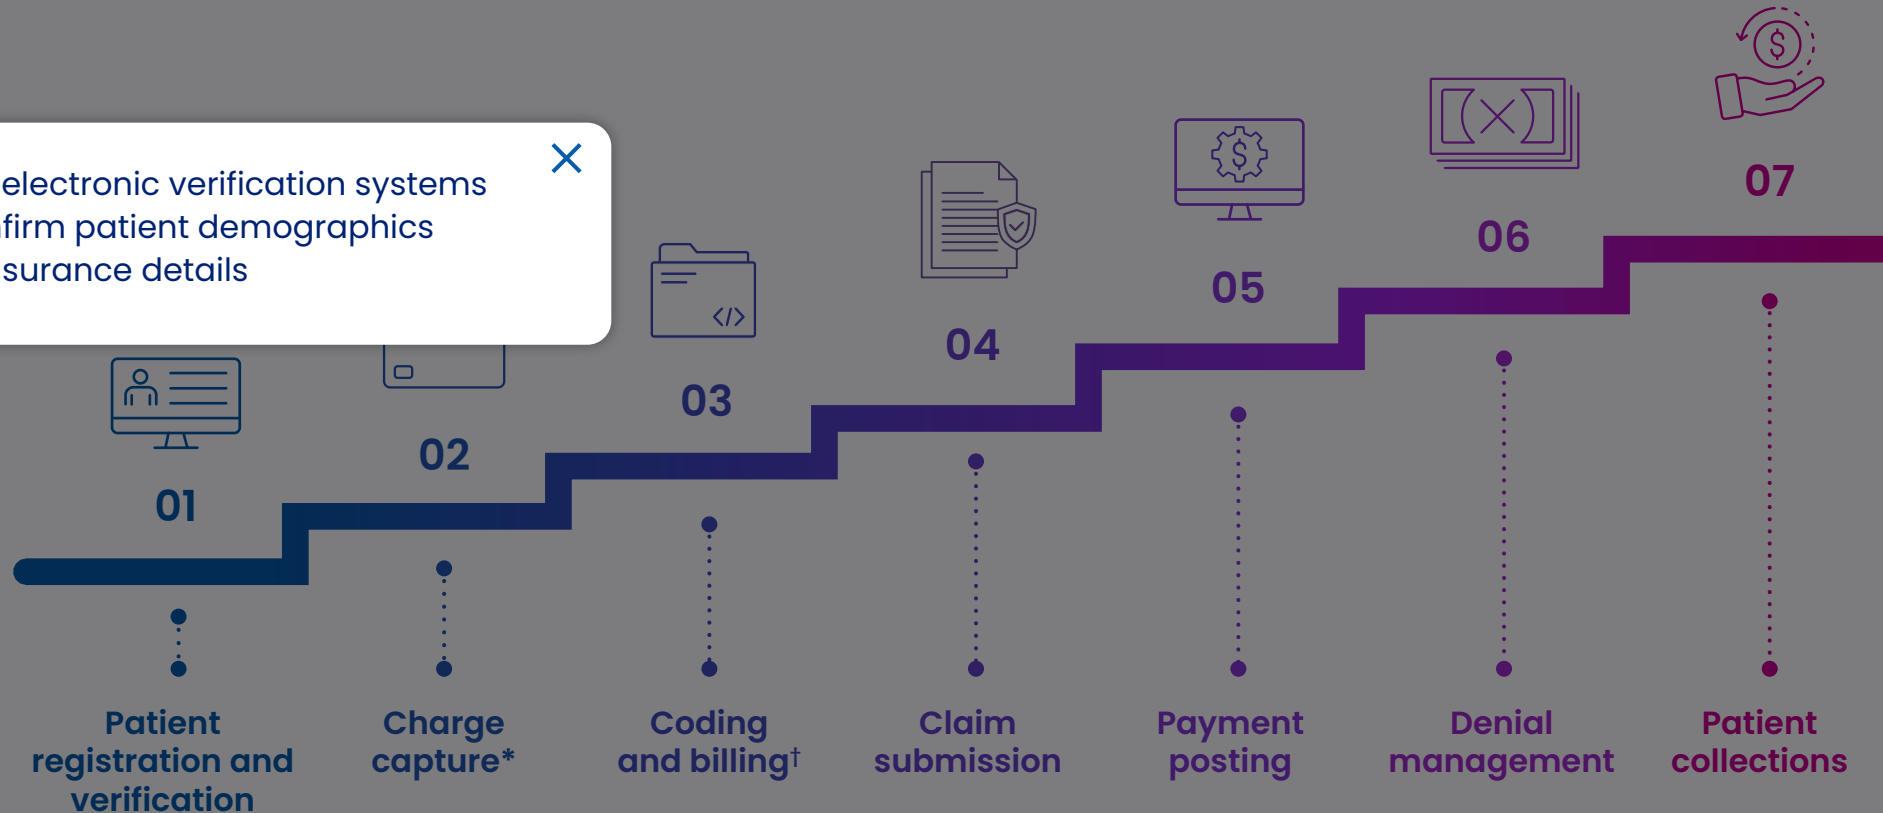 electronic verification systems
nfirm patient demographics
surance details
01
02
03
</>
04
05
06
07
Patient
registration and
verification
Charge
capture*
Coding
and billing†
Claim
submission
Payment
posting
Denial
management
Patient
collections